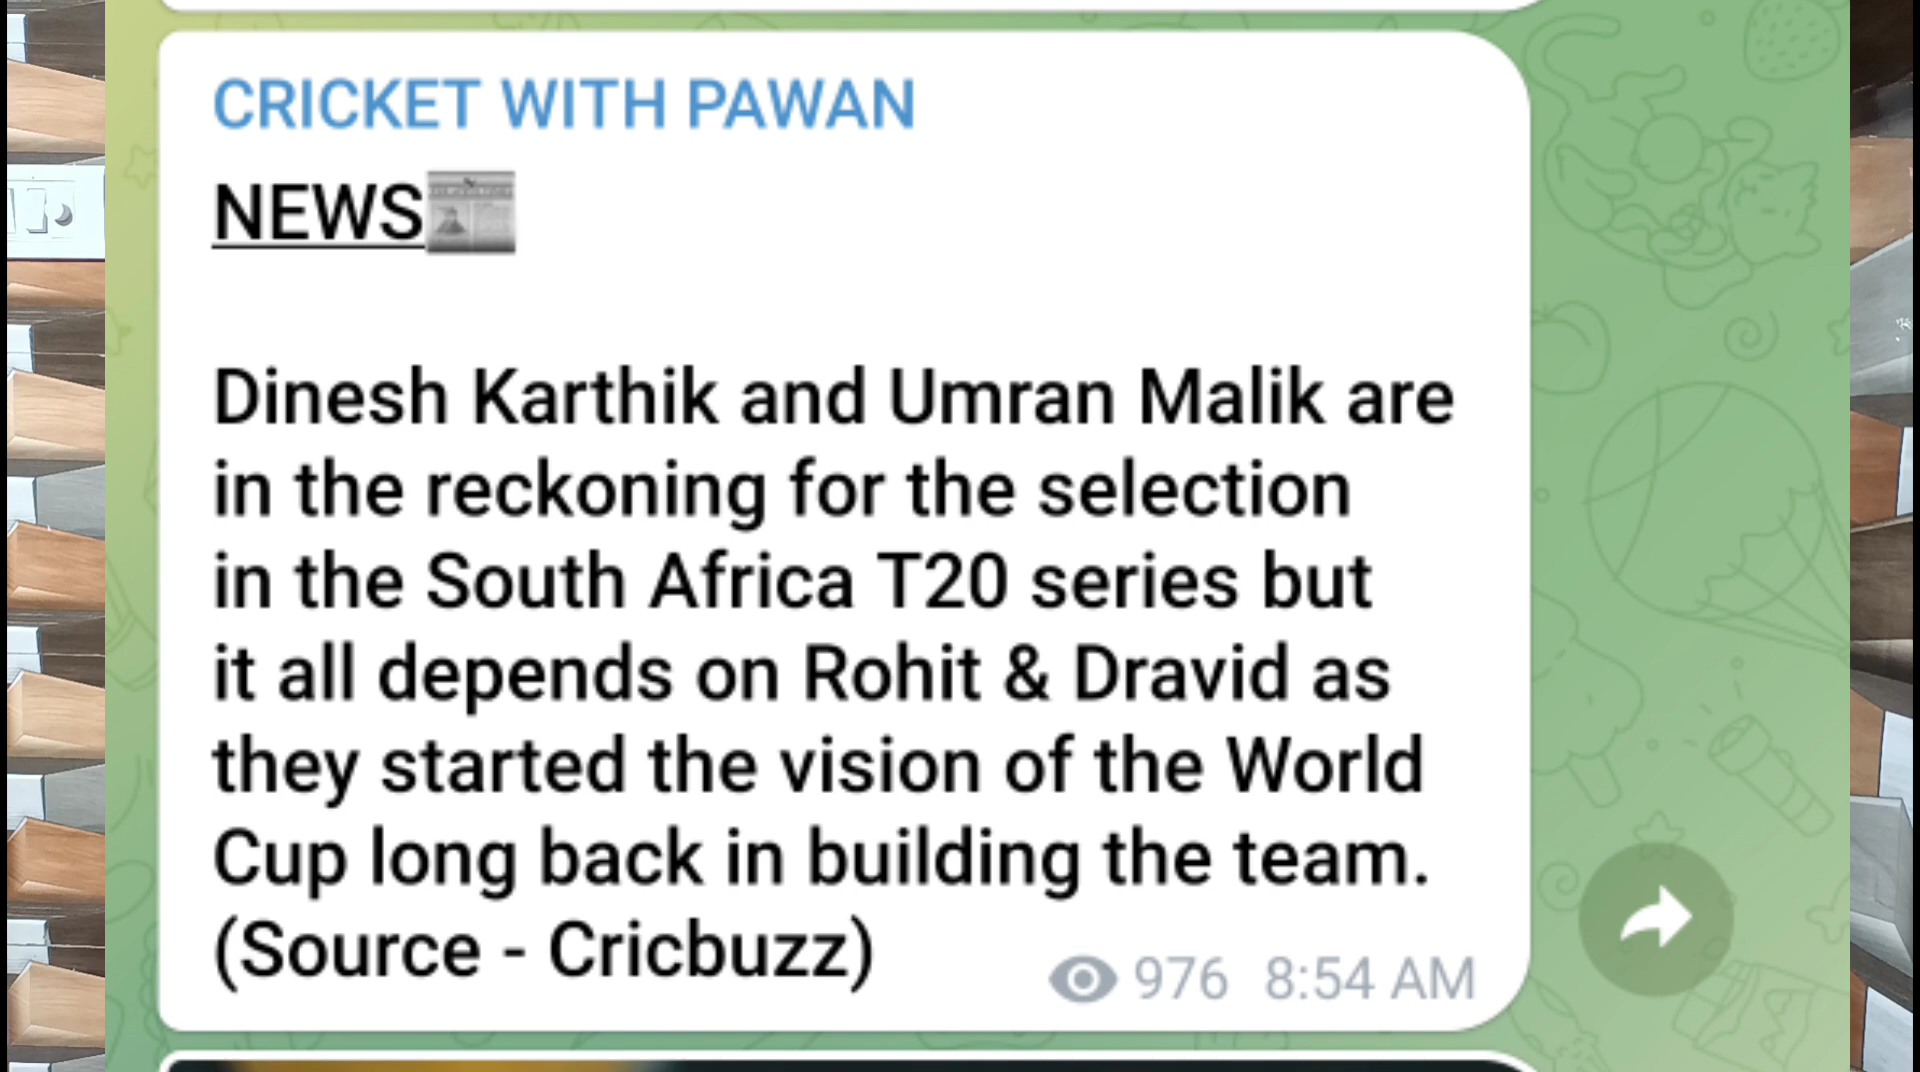 CRICKET WITH PAWAN
NEWS📰
Dinesh Karthik and Umran Malik are
in the reckoning for the selection
in the South Africa T20 series but
it all depends on Rohit & Dravid as
they started the vision of the World
Cup long back in building the team.
(Source - Cricbuzz)
976 8:54 AM